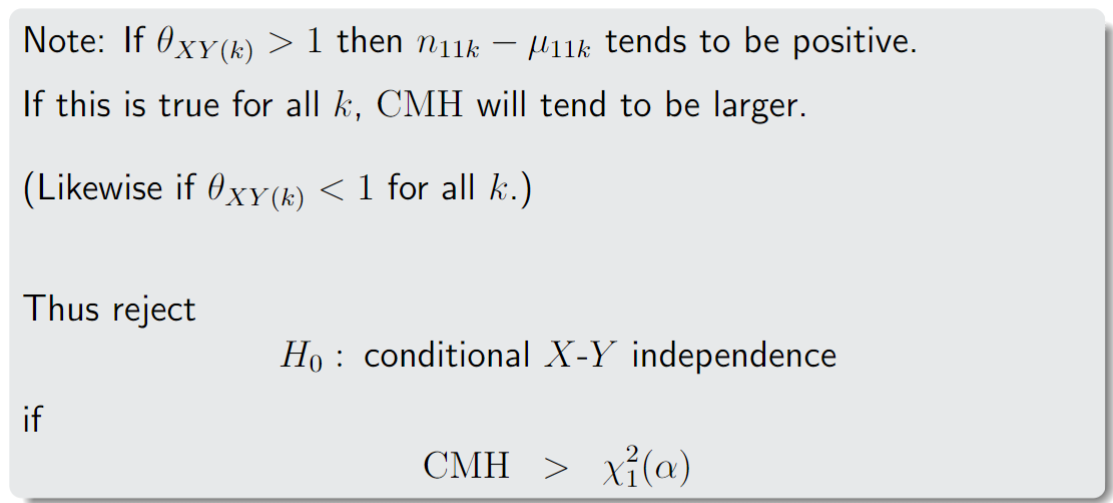 Note: If θ_{XY(k)} > 1 then n_{11k} − μ_{11k} tends to be positive.
If this is true for all k, CMH will tend to be larger.
(Likewise if θ_{XY(k)} < 1 for all k.)
Thus reject
H_0 : conditional X-Y independence
if
CMH > χ_1^2(α)